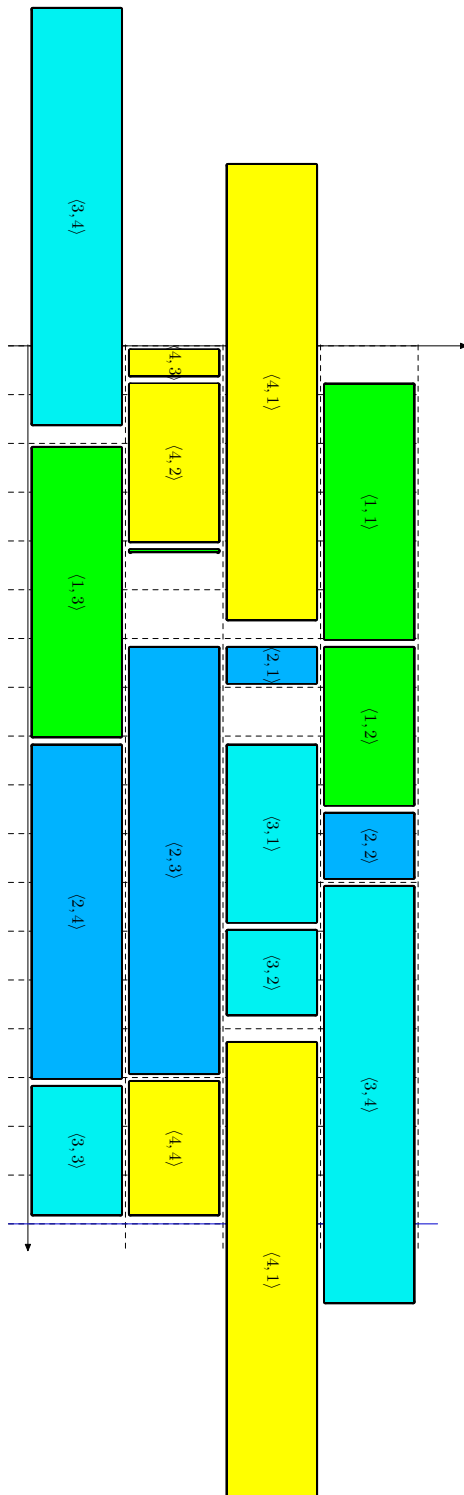 ⟨1, 1⟩ ⟨1, 2⟩ ⟨2, 2⟩ ⟨3, 4⟩
⟨4, 1⟩ ⟨2, 1⟩ ⟨3, 1⟩ ⟨3, 2⟩ ⟨4, 1⟩
⟨4, 3⟩ ⟨4, 2⟩ ⟨2, 3⟩ ⟨4, 4⟩
⟨3, 4⟩ ⟨1, 3⟩ ⟨2, 4⟩ ⟨3, 3⟩